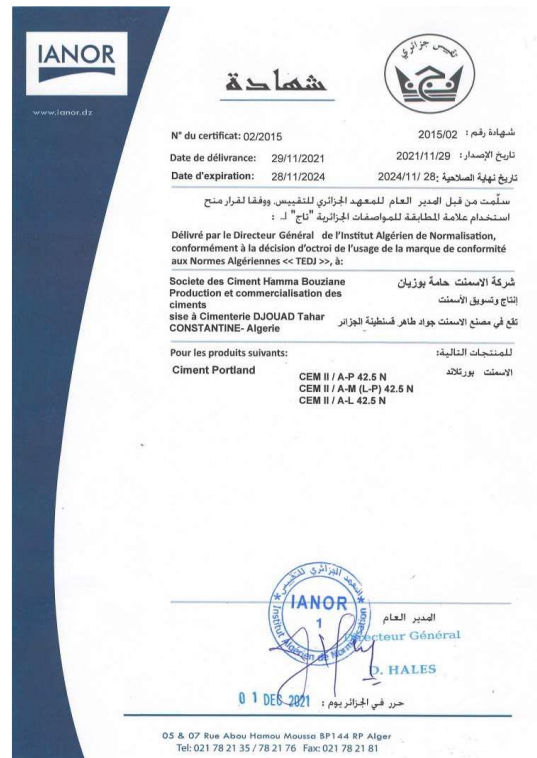 IANOR
www.ianor.dz
تقييس جزائري
شهادة
N° du certificat: 02/2015
شهادة رقم : 2015/02
Date de délivrance: 29/11/2021
تاريخ الإصدار: 2021/11/29
Date d'expiration: 28/11/2024
تاريخ نهاية الصلاحية :28 /2024/11
سلّمت من قبل المدير العام للمعهد الجزائري للتقييس, ووفقا لقرار منح
استخدام علامة المطابقة للمواصفات الجزائرية "تاج" لـ :
Délivré par le Directeur Général de l'Institut Algérien de Normalisation,
conformément à la décision d'octroi de l'usage de la marque de conformité
aux Normes Algériennes << TEDJ >>, à:
Societe des Ciment Hamma Bouziane
Production et commercialisation des
ciments
sise à Cimenterie DJOUAD Tahar
CONSTANTINE- Algerie
شركة الاسمنت حامة بوزيان
إنتاج وتسويق الأسمنت
تقع في مصنع الاسمنت جواد طاهر قسنطينة الجزائر
Pour les produits suivants:
للمنتجات التالية:
Ciment Portland
الاسمنت بورتلاند
CEM II / A-P 42.5 N
CEM II / A-M (L-P) 42.5 N
CEM II / A-L 42.5 N
المعهد الجزائري للتقييس
IANOR
1
Institut Algérien de Normalisation
المدير العام
Directeur Général
D. HALES
حرر في الجزائر يوم : 01 DEC 2021
05 & 07 Rue Abou Hamou Moussa BP144 RP Alger
Tel: 021 78 21 35 / 78 21 76 Fax: 021 78 21 81